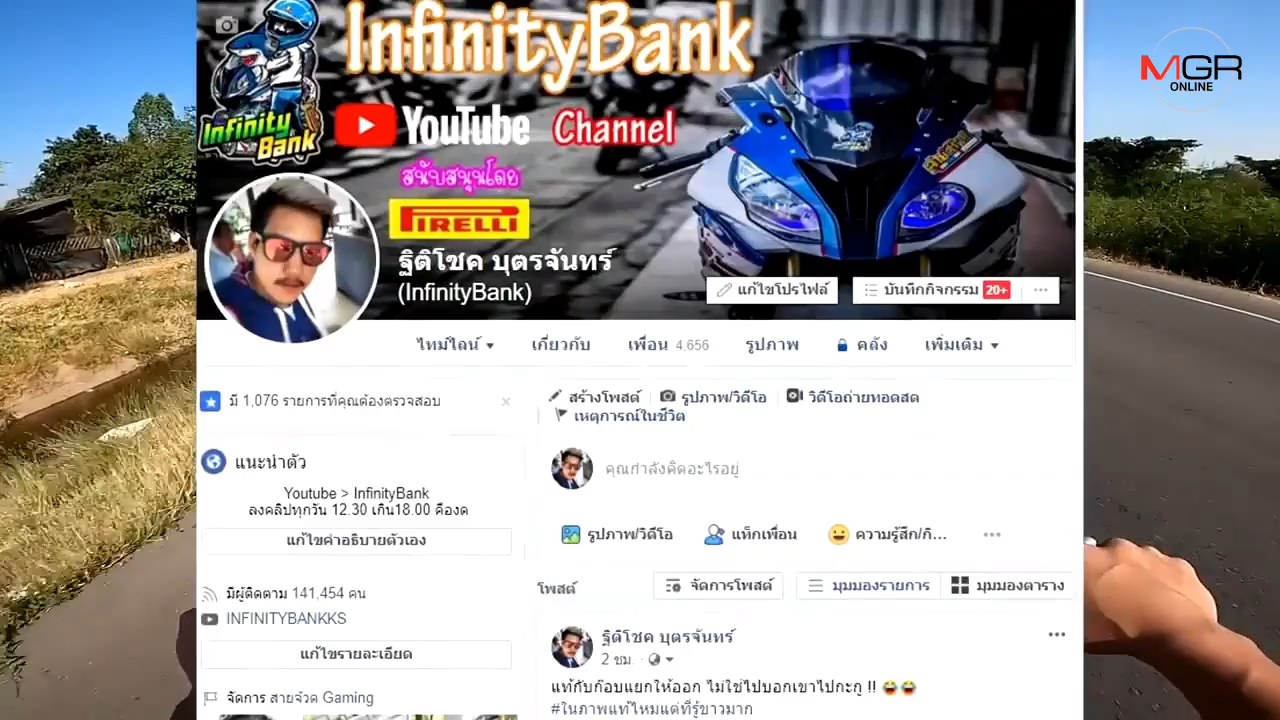 InfinityBank
MGR
ONLINE
Infinity
Bank
YouTube Channel
สนับสนุนโดย
PIRELLI
ฐิติโชค บุตรจันทร์
(InfinityBank)
แก้ไขโปรไฟล์
บันทึกกิจกรรม 20+
ไทม์ไลน์
เกี่ยวกับ
เพื่อน 4,656
รูปภาพ
คลัง
เพิ่มเติม
มี 1,076 รายการที่คุณต้องตรวจสอบ
สร้างโพสต์
รูปภาพ/วิดีโอ
วิดีโอถ่ายทอดสด
เหตุการณ์ในชีวิต
แนะนำตัว
คุณกำลังคิดอะไรอยู่
Youtube > InfinityBank
ลงคลิปทุกวัน 12.30 เกิน18.00 คืองด
แก้ไขคำอธิบายตัวเอง
รูปภาพ/วิดีโอ
แท็กเพื่อน
ความรู้สึก/กิ...
มีผู้ติดตาม 141,454 คน
INFINITYBANKKS
แก้ไขรายละเอียด
โพสต์
จัดการโพสต์
มุมมองรายการ
มุมมองตาราง
ฐิติโชค บุตรจันทร์
2 ชม.
แท้กับก๊อบแยกให้ออก ไม่ใช่ไปบอกเขาไปกะกู !! 😂😂
#ในภาพแท้ไหมแต่ที่รู้ขาวมาก
จัดการ สายจ๋วด Gaming